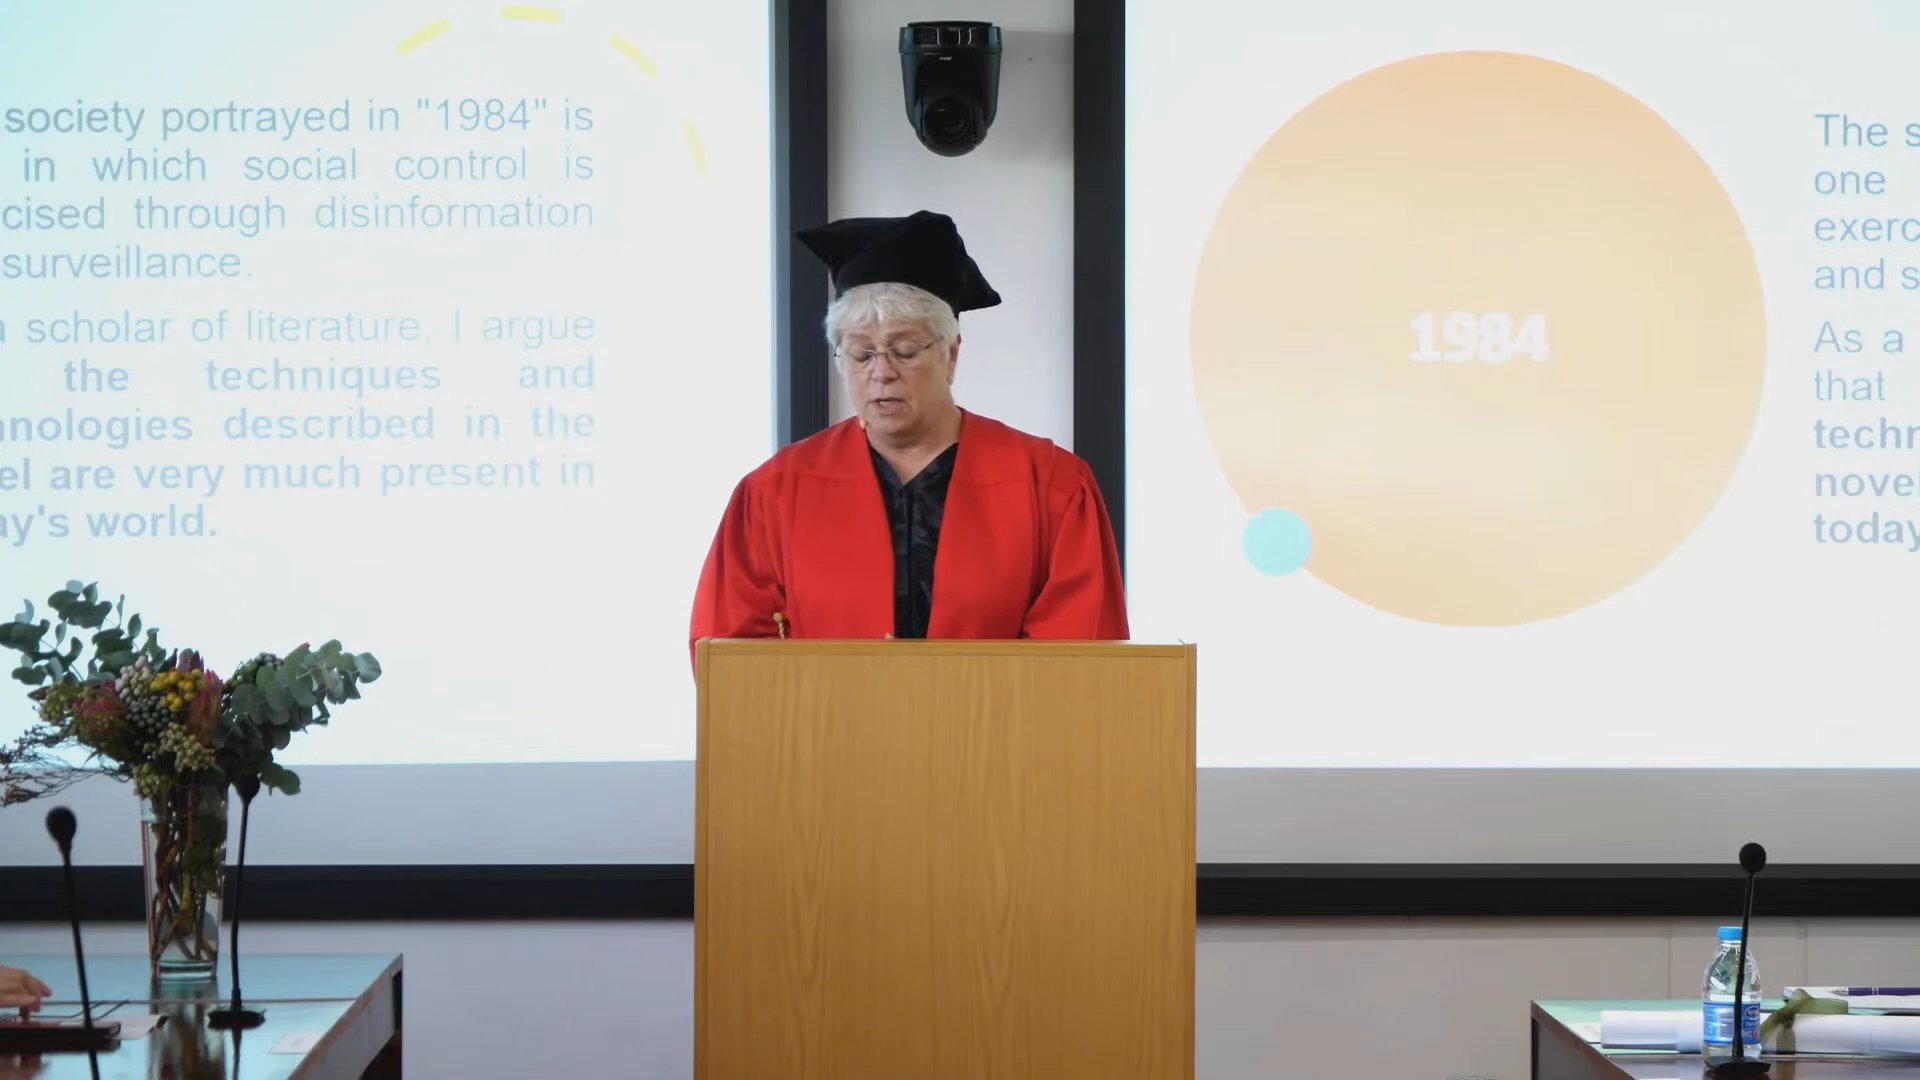 society portrayed in "1984" is
in which social control is
cised through disinformation
surveillance.
a scholar of literature, I argue
the techniques and
nologies described in the
el are very much present in
ay's world.
1984
The s
one
exerc
and s
As a
that
techn
nove
today